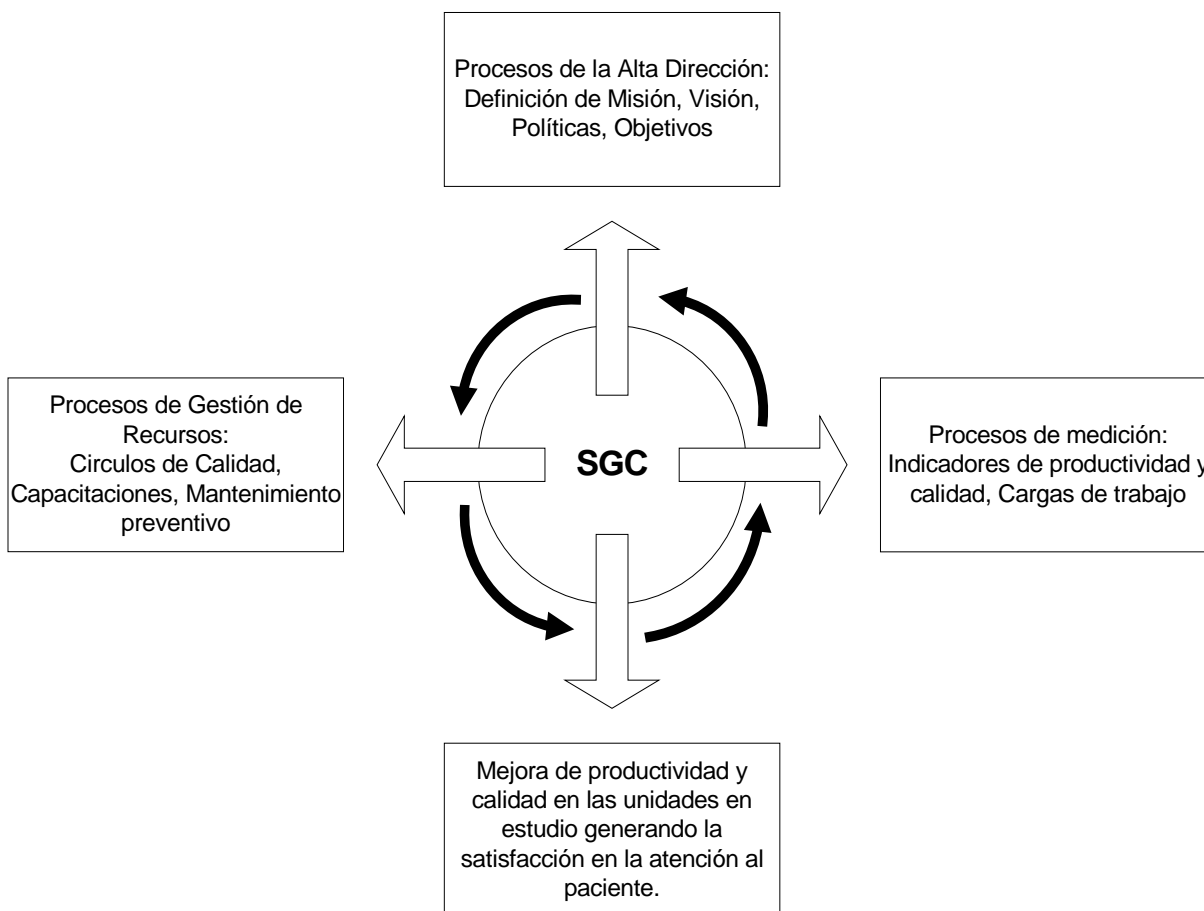 Procesos de la Alta Dirección:
Definición de Misión, Visión,
Políticas, Objetivos
Procesos de Gestión de
Recursos:
Circulos de Calidad,
Capacitaciones, Mantenimiento
preventivo
SGC
Procesos de medición:
Indicadores de productividad y
calidad, Cargas de trabajo
Mejora de productividad y
calidad en las unidades en
estudio generando la
satisfacción en la atención al
paciente.